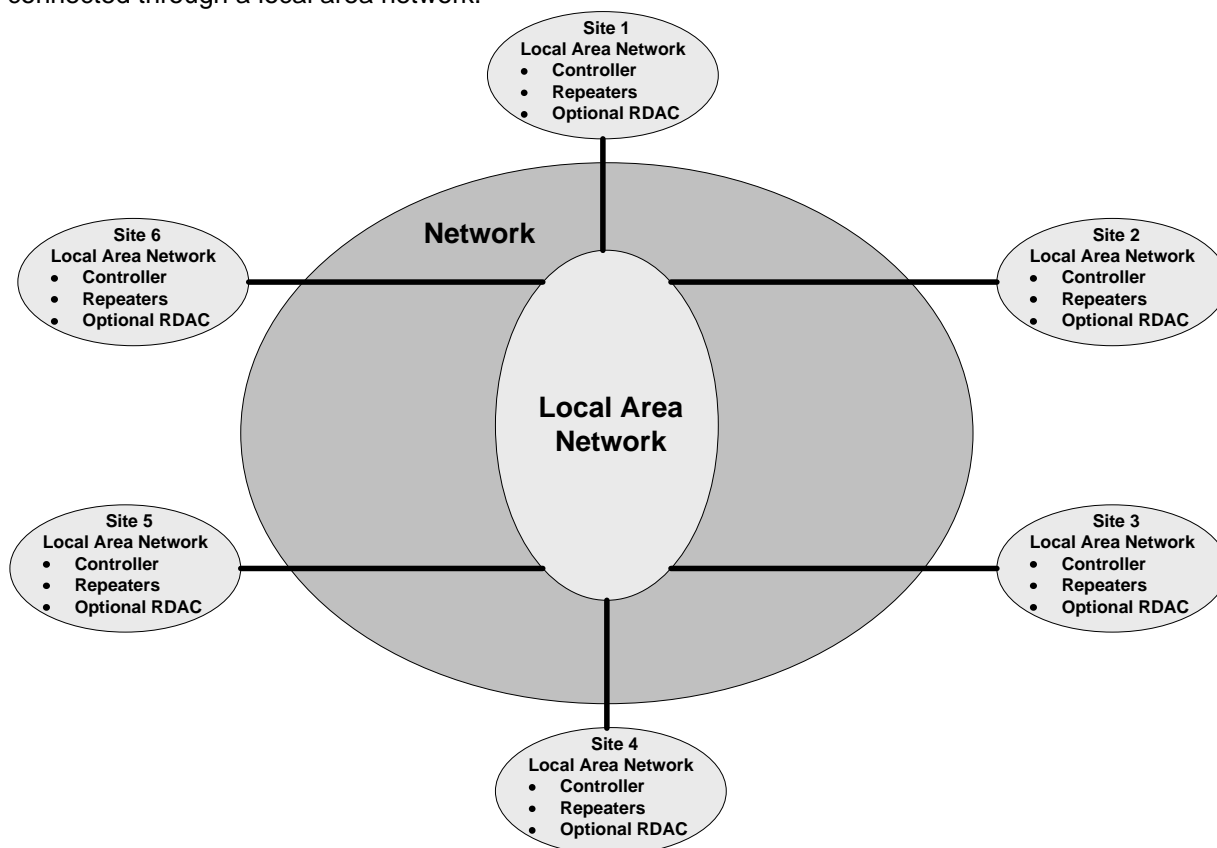 connected through a local area network.
Site 1
Local Area Network
• Controller
• Repeaters
• Optional RDAC
Network
Site 6
Local Area Network
• Controller
• Repeaters
• Optional RDAC
Site 2
Local Area Network
• Controller
• Repeaters
• Optional RDAC
Local Area
Network
Site 5
Local Area Network
• Controller
• Repeaters
• Optional RDAC
Site 3
Local Area Network
• Controller
• Repeaters
• Optional RDAC
Site 4
Local Area Network
• Controller
• Repeaters
• Optional RDAC